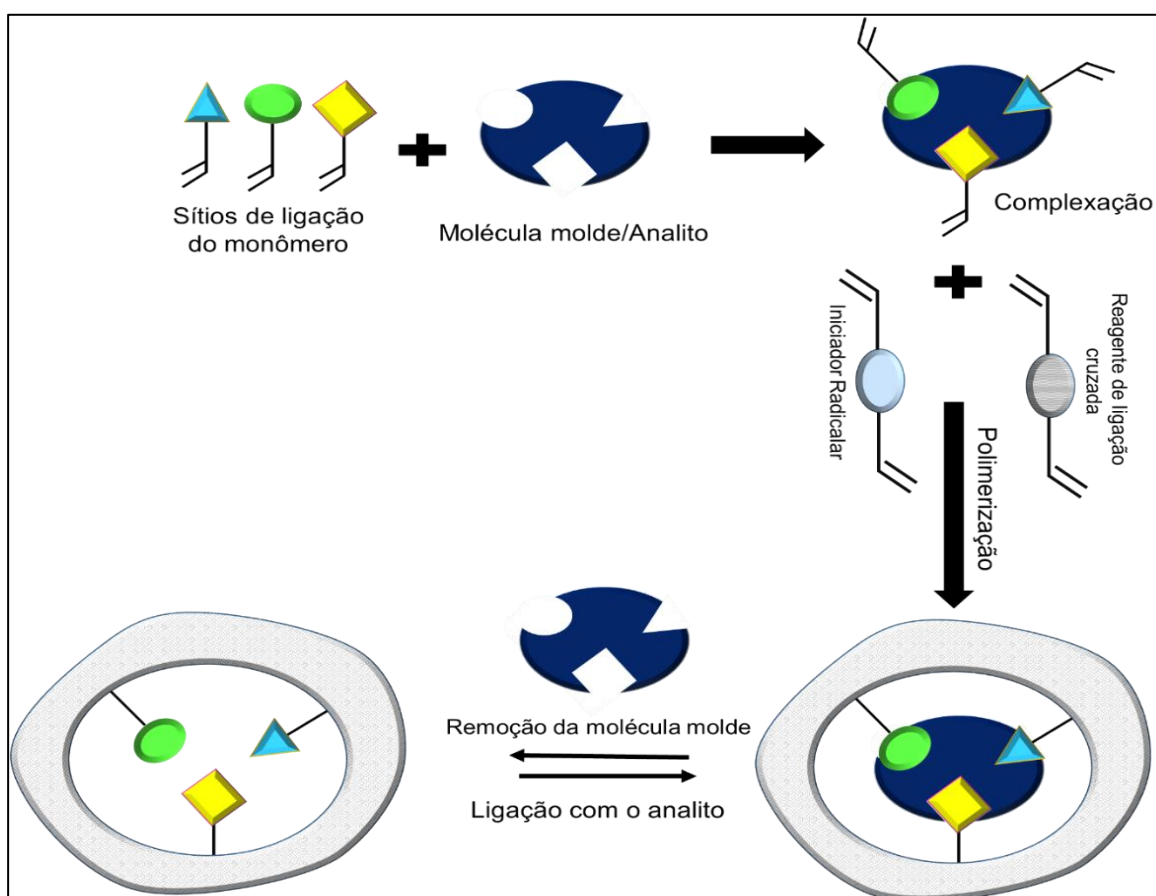 Sítios de ligação
do monômero
Molécula molde/Analito
Complexação
Iniciador Radicalar
Reagente de ligação
cruzada
Polimerização
Remoção da molécula molde
Ligação com o analito